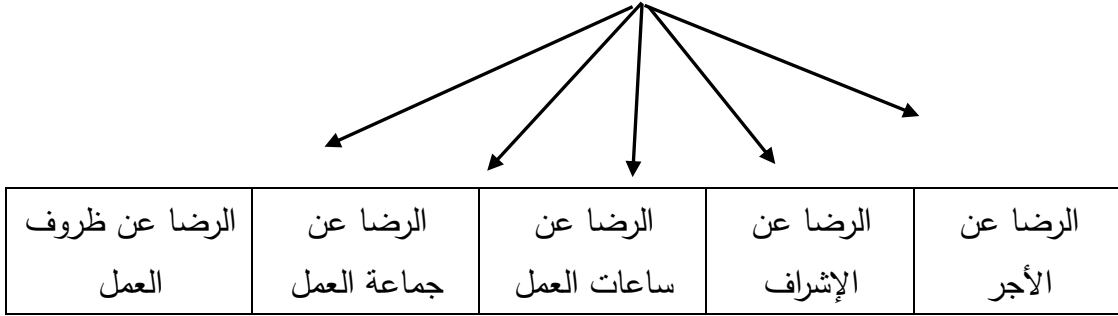 الرضا عن
الأجر
الرضا عن
الإشراف
الرضا عن
ساعات العمل
الرضا عن
جماعة العمل
الرضا عن ظروف
العمل